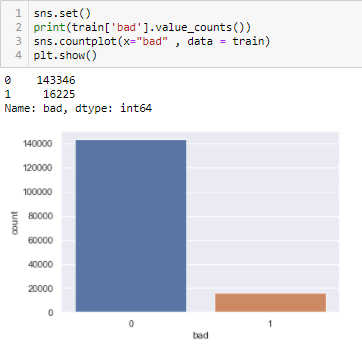 1 sns.set()
2 print(train['bad'].value_counts())
3 sns.countplot(x="bad" , data = train)
4 plt.show()
0    143346
1     16225
Name: bad, dtype: int64
140000
120000
100000
80000
60000
40000
20000
0
count
0 1
bad